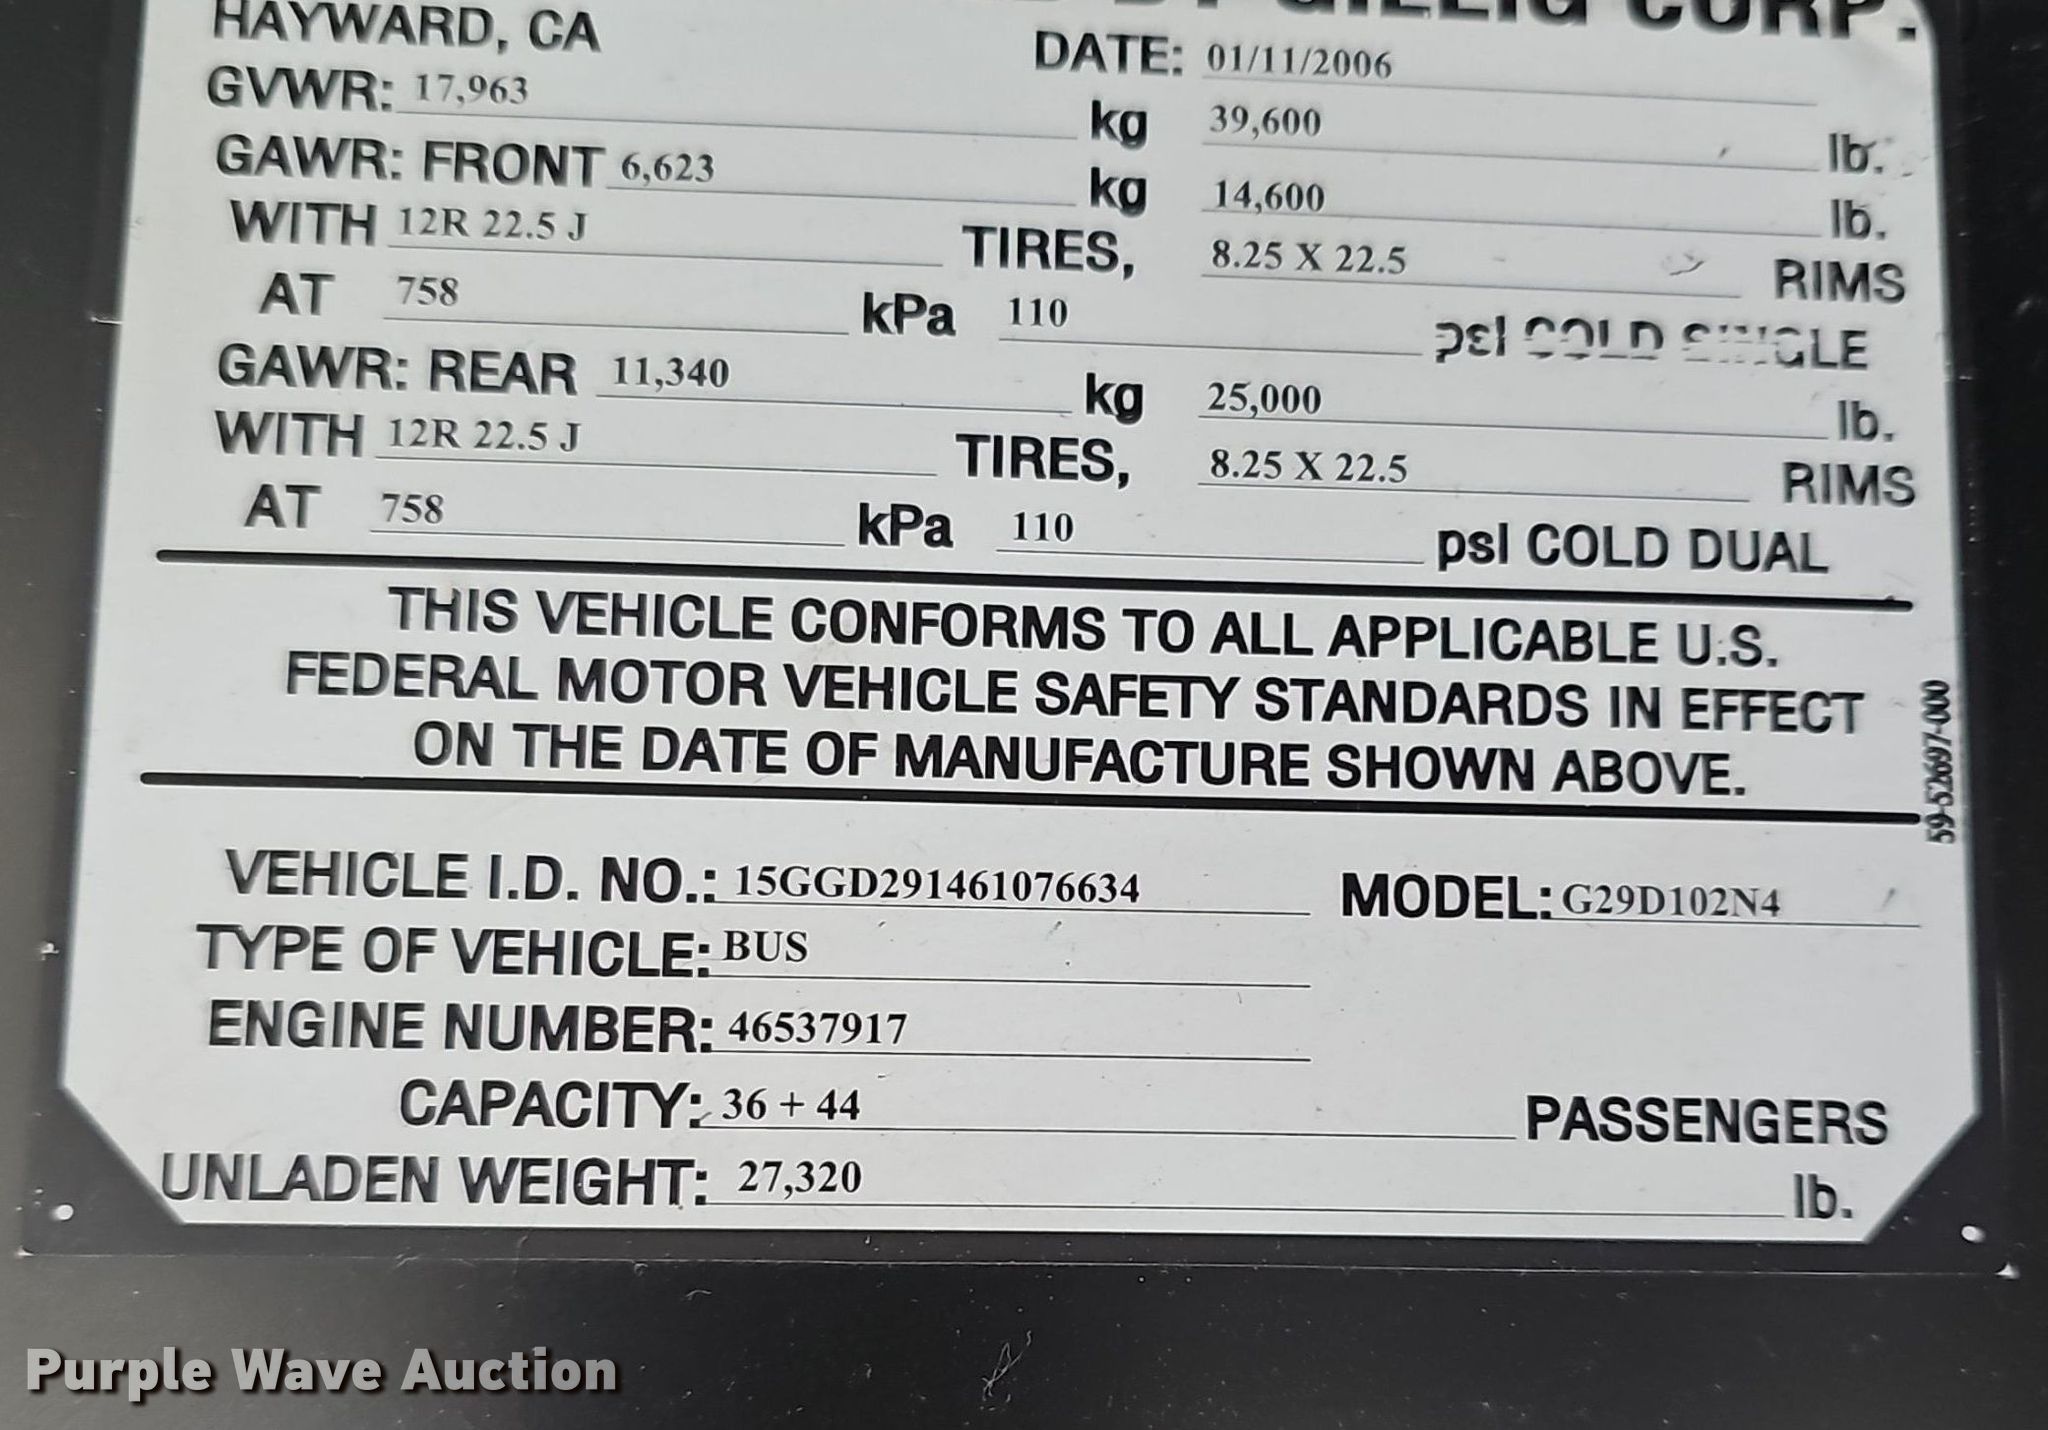 GILLIG CORP.
HAYWARD, CA DATE: 01/11/2006
GVWR: 17,963 kg 39,600 lb.
GAWR: FRONT 6,623 kg 14,600 lb.
WITH 12R 22.5 J TIRES, 8.25 X 22.5 RIMS
AT 758 kPa 110 psI COLD SINGLE
GAWR: REAR 11,340 kg 25,000 lb.
WITH 12R 22.5 J TIRES, 8.25 X 22.5 RIMS
AT 758 kPa 110 psI COLD DUAL
THIS VEHICLE CONFORMS TO ALL APPLICABLE U.S.
FEDERAL MOTOR VEHICLE SAFETY STANDARDS IN EFFECT
ON THE DATE OF MANUFACTURE SHOWN ABOVE.
59-52697-000
VEHICLE I.D. NO.: 15GGD291461076634 MODEL: G29D102N4
TYPE OF VEHICLE: BUS
ENGINE NUMBER: 46537917
CAPACITY: 36 + 44 PASSENGERS
UNLADEN WEIGHT: 27,320 lb.
Purple Wave Auction